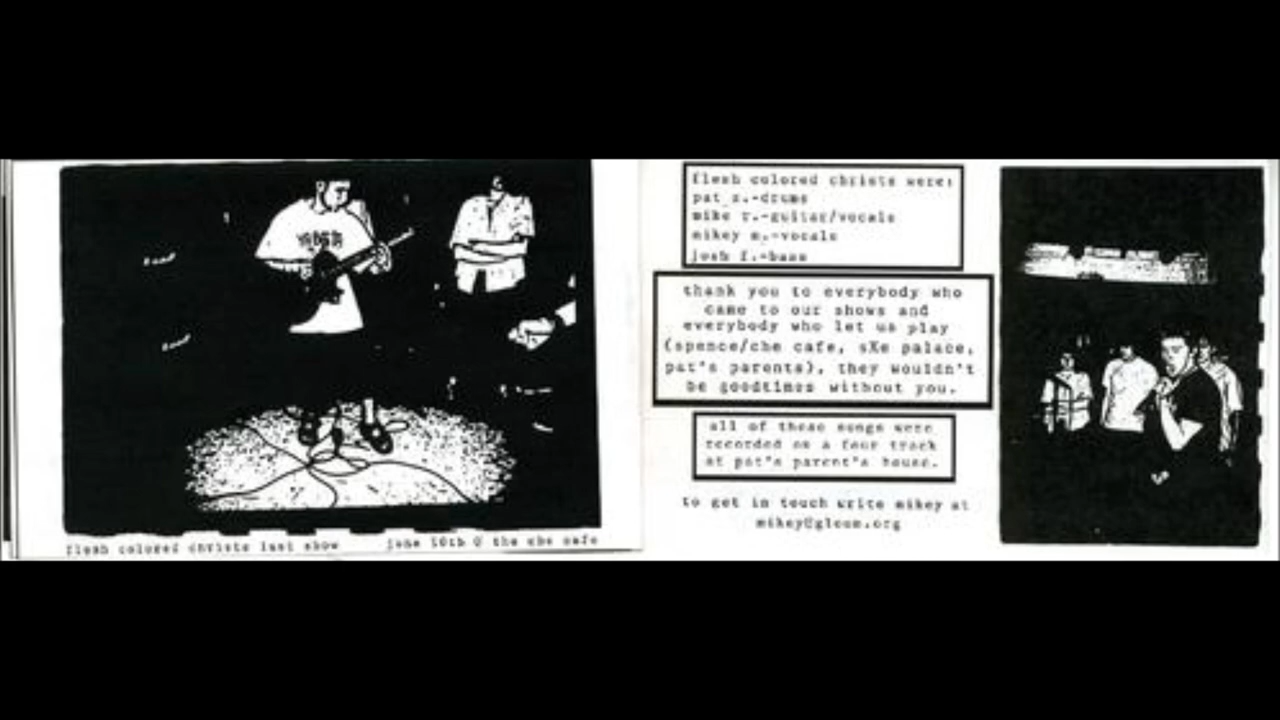 flesh colored christs were:
pat z.-drums
mike r.-guitar/vocals
mikey m.-vocals
josh f.-bass
thank you to everybody who
came to our shows and
everybody who let us play
(spence/che cafe, sXe palace,
pat's parents), they wouldn't
be goodtimes without you.
all of these songs were
recorded on a four track
at pat's parent's house.
to get in touch write mikey at
mikey@gloom.org
flesh colored christs last show
june 10th @ the che cafe